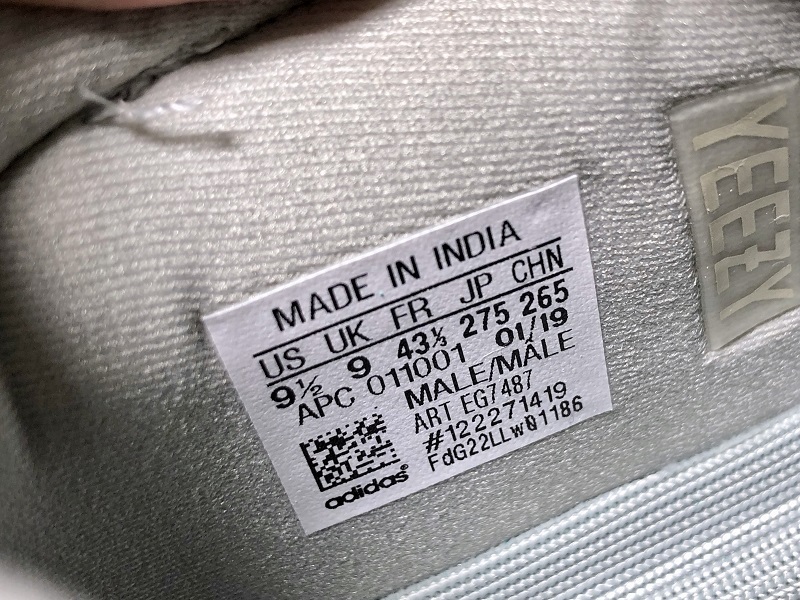 MADE IN INDIA
US UK FR JP CHN
9½ 9 43⅓ 275 265
APC 011001 01/19
MALE/MÂLE
ART EG7487
#122271419
FdG22LLw01186
adidas®
YEEZY